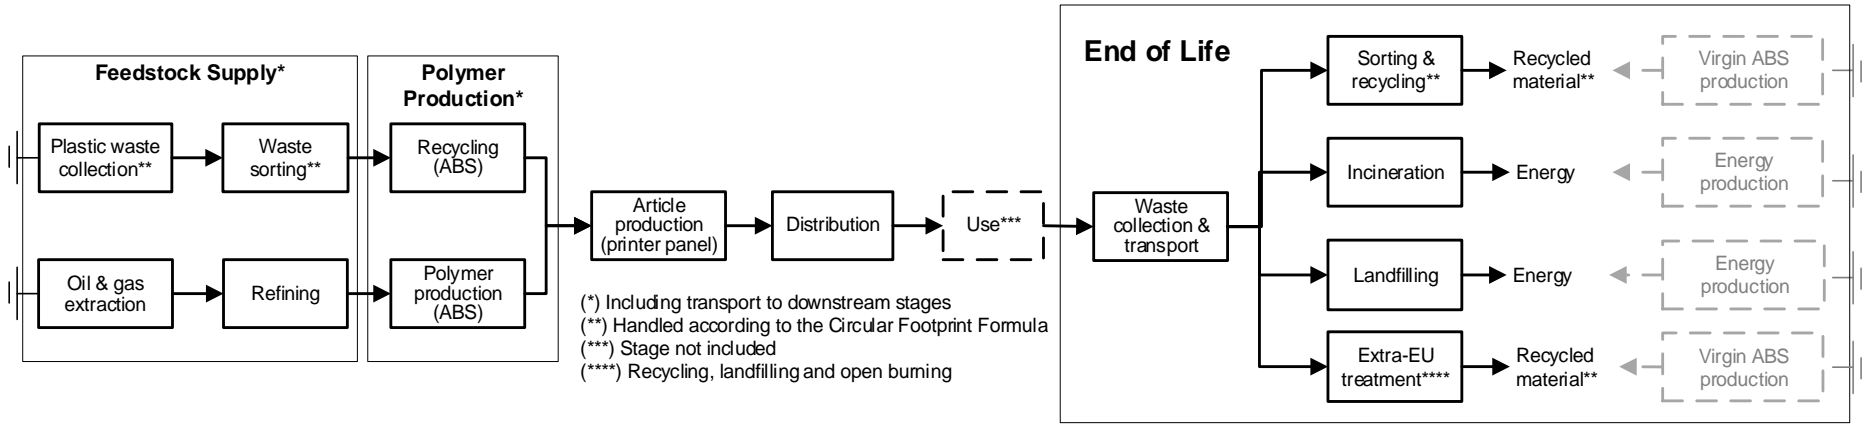 Feedstock Supply*
Plastic waste
collection**
Waste
sorting**
Oil & gas
extraction
Refining
Polymer
Production*
Recycling
(ABS)
Polymer
production
(ABS)
Article
production
(printer panel)
Distribution
Use***
(*) Including transport to downstream stages
(**) Handled according to the Circular Footprint Formula
(***) Stage not included
(****) Recycling, landfilling and open burning
End of Life
Waste
collection &
transport
Sorting &
recycling**
Recycled
material**
Virgin ABS
production
Incineration
Energy
Energy
production
Landfilling
Energy
Energy
production
Extra-EU
treatment****
Recycled
material**
Virgin ABS
production